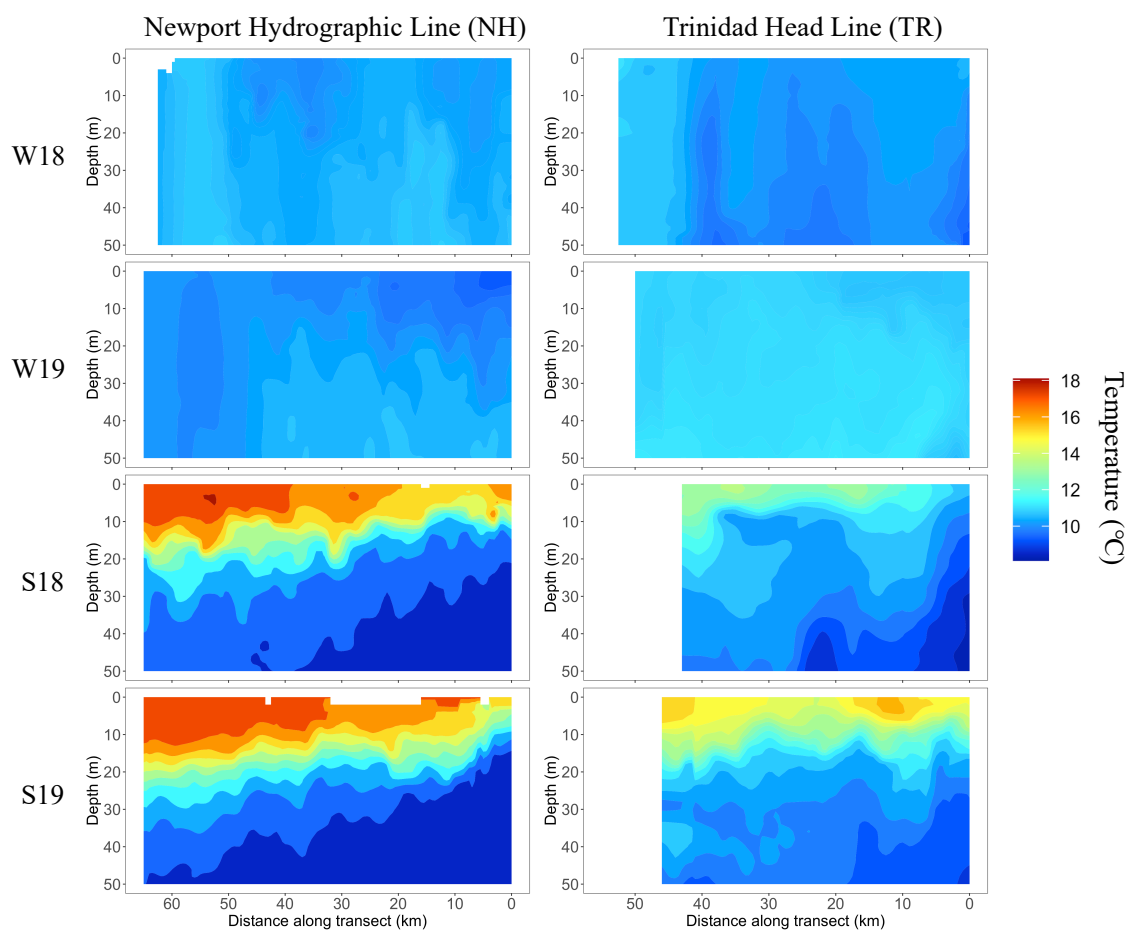 Newport Hydrographic Line (NH)
Trinidad Head Line (TR)
W18
Depth (m)
0
10
20
30
40
50
Depth (m)
0
10
20
30
40
50
W19
Depth (m)
0
10
20
30
40
50
Depth (m)
0
10
20
30
40
50
S18
Depth (m)
0
10
20
30
40
50
Depth (m)
0
10
20
30
40
50
S19
Depth (m)
0
10
20
30
40
50
Depth (m)
0
10
20
30
40
50
60 50 40 30 20 10 0
Distance along transect (km)
50 40 30 20 10 0
Distance along transect (km)
18
16
14
12
10
Temperature (°C)